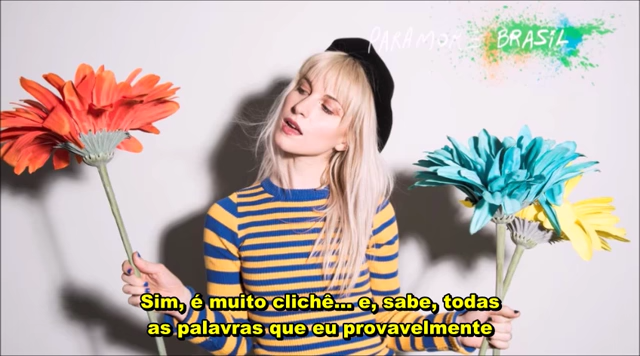 PARAMORE BRASIL
Sim, é muito clichê... e, sabe, todas
as palavras que eu provavelmente